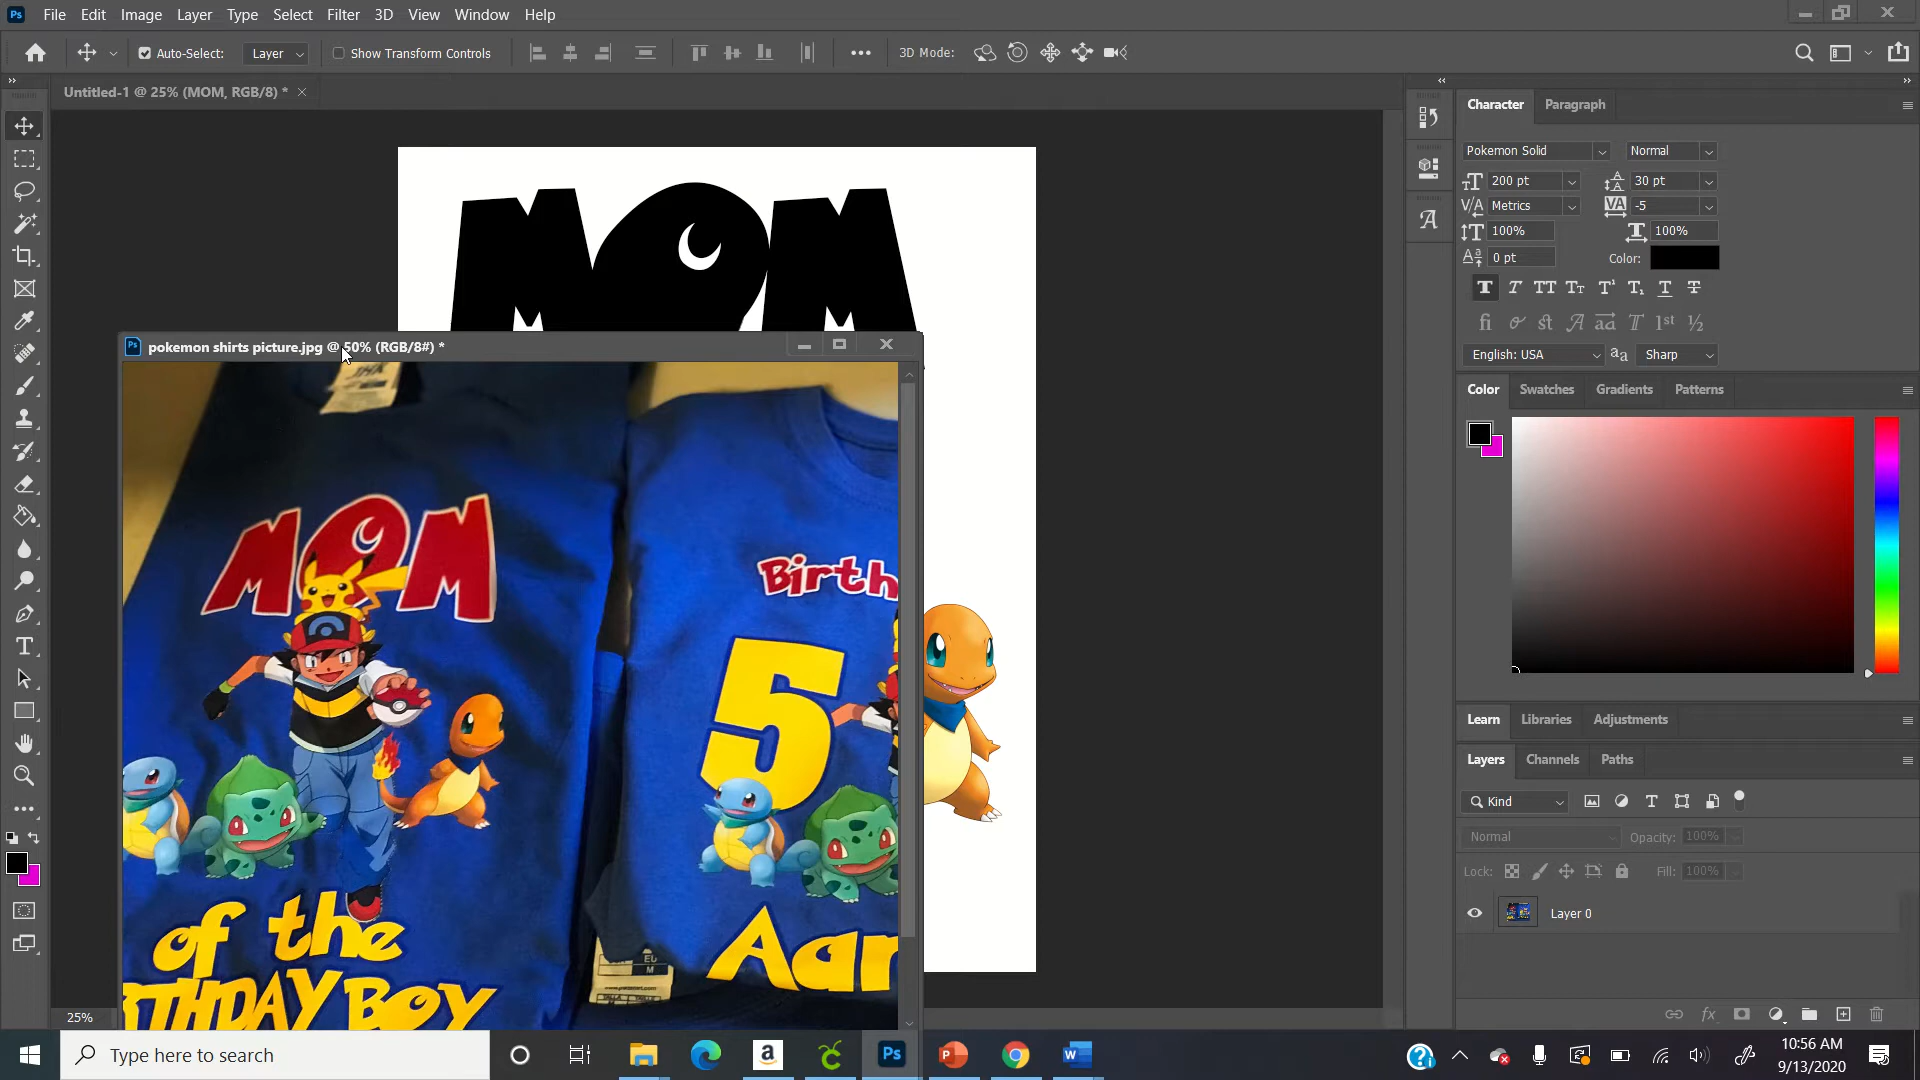 Ps File Edit Image Layer Type Select Filter 3D View Window Help
Auto-Select: Layer Show Transform Controls 3D Mode:
Untitled-1 @ 25% (MOM, RGB/8) *
MOM
pokemon shirts picture.jpg @ 50% (RGB/8#) *
MOM
of the
BIRTHDAY BOY
Birth
5
Aar
EU
M
25%
Character Paragraph
Pokemon Solid Normal
200 pt 30 pt
Metrics -5
100% 100%
0 pt Color:
English: USA Sharp
Color Swatches Gradients Patterns
Learn Libraries Adjustments
Layers Channels Paths
Kind
Normal Opacity: 100%
Lock: Fill: 100%
Layer 0
Type here to search
10:56 AM
9/13/2020